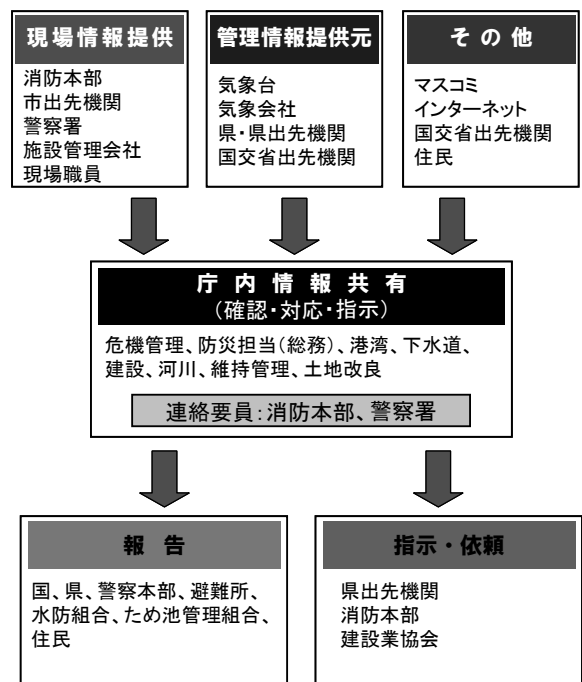 現場情報提供
消防本部
市出先機関
警察署
施設管理会社
現場職員
管理情報提供元
気象台
気象会社
県・県出先機関
国交省出先機関
その他
マスコミ
インターネット
国交省出先機関
住民
庁内情報共有
(確認・対応・指示)
危機管理、防災担当(総務)、港湾、下水道、
建設、河川、維持管理、土地改良
連絡要員:消防本部、警察署
報告
国、県、警察本部、避難所、
水防組合、ため池管理組合、
住民
指示・依頼
県出先機関
消防本部
建設業協会